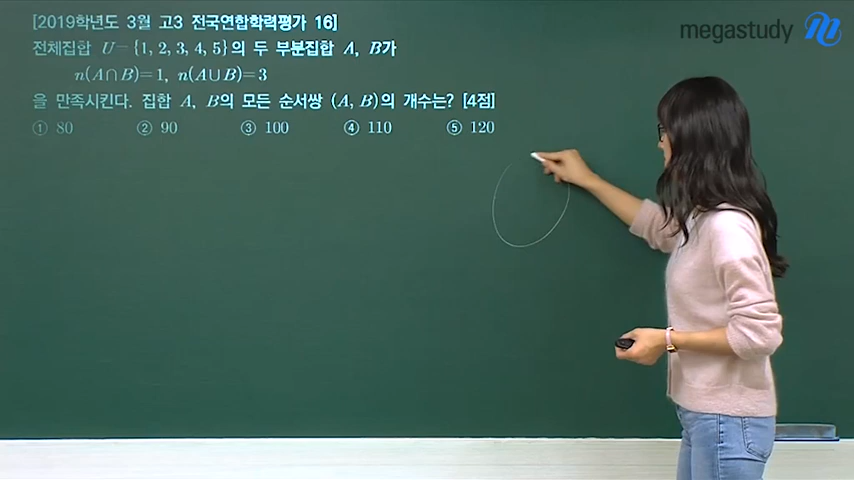 [2019학년도 3월 고3 전국연합학력평가 16]
megastudy
전체집합 U={1, 2, 3, 4, 5}의 두 부분집합 A, B가
n(A∩B)=1, n(A∪B)=3
을 만족시킨다. 집합 A, B의 모든 순서쌍 (A, B)의 개수는? [4점]
① 80 ② 90 ③ 100 ④ 110 ⑤ 120